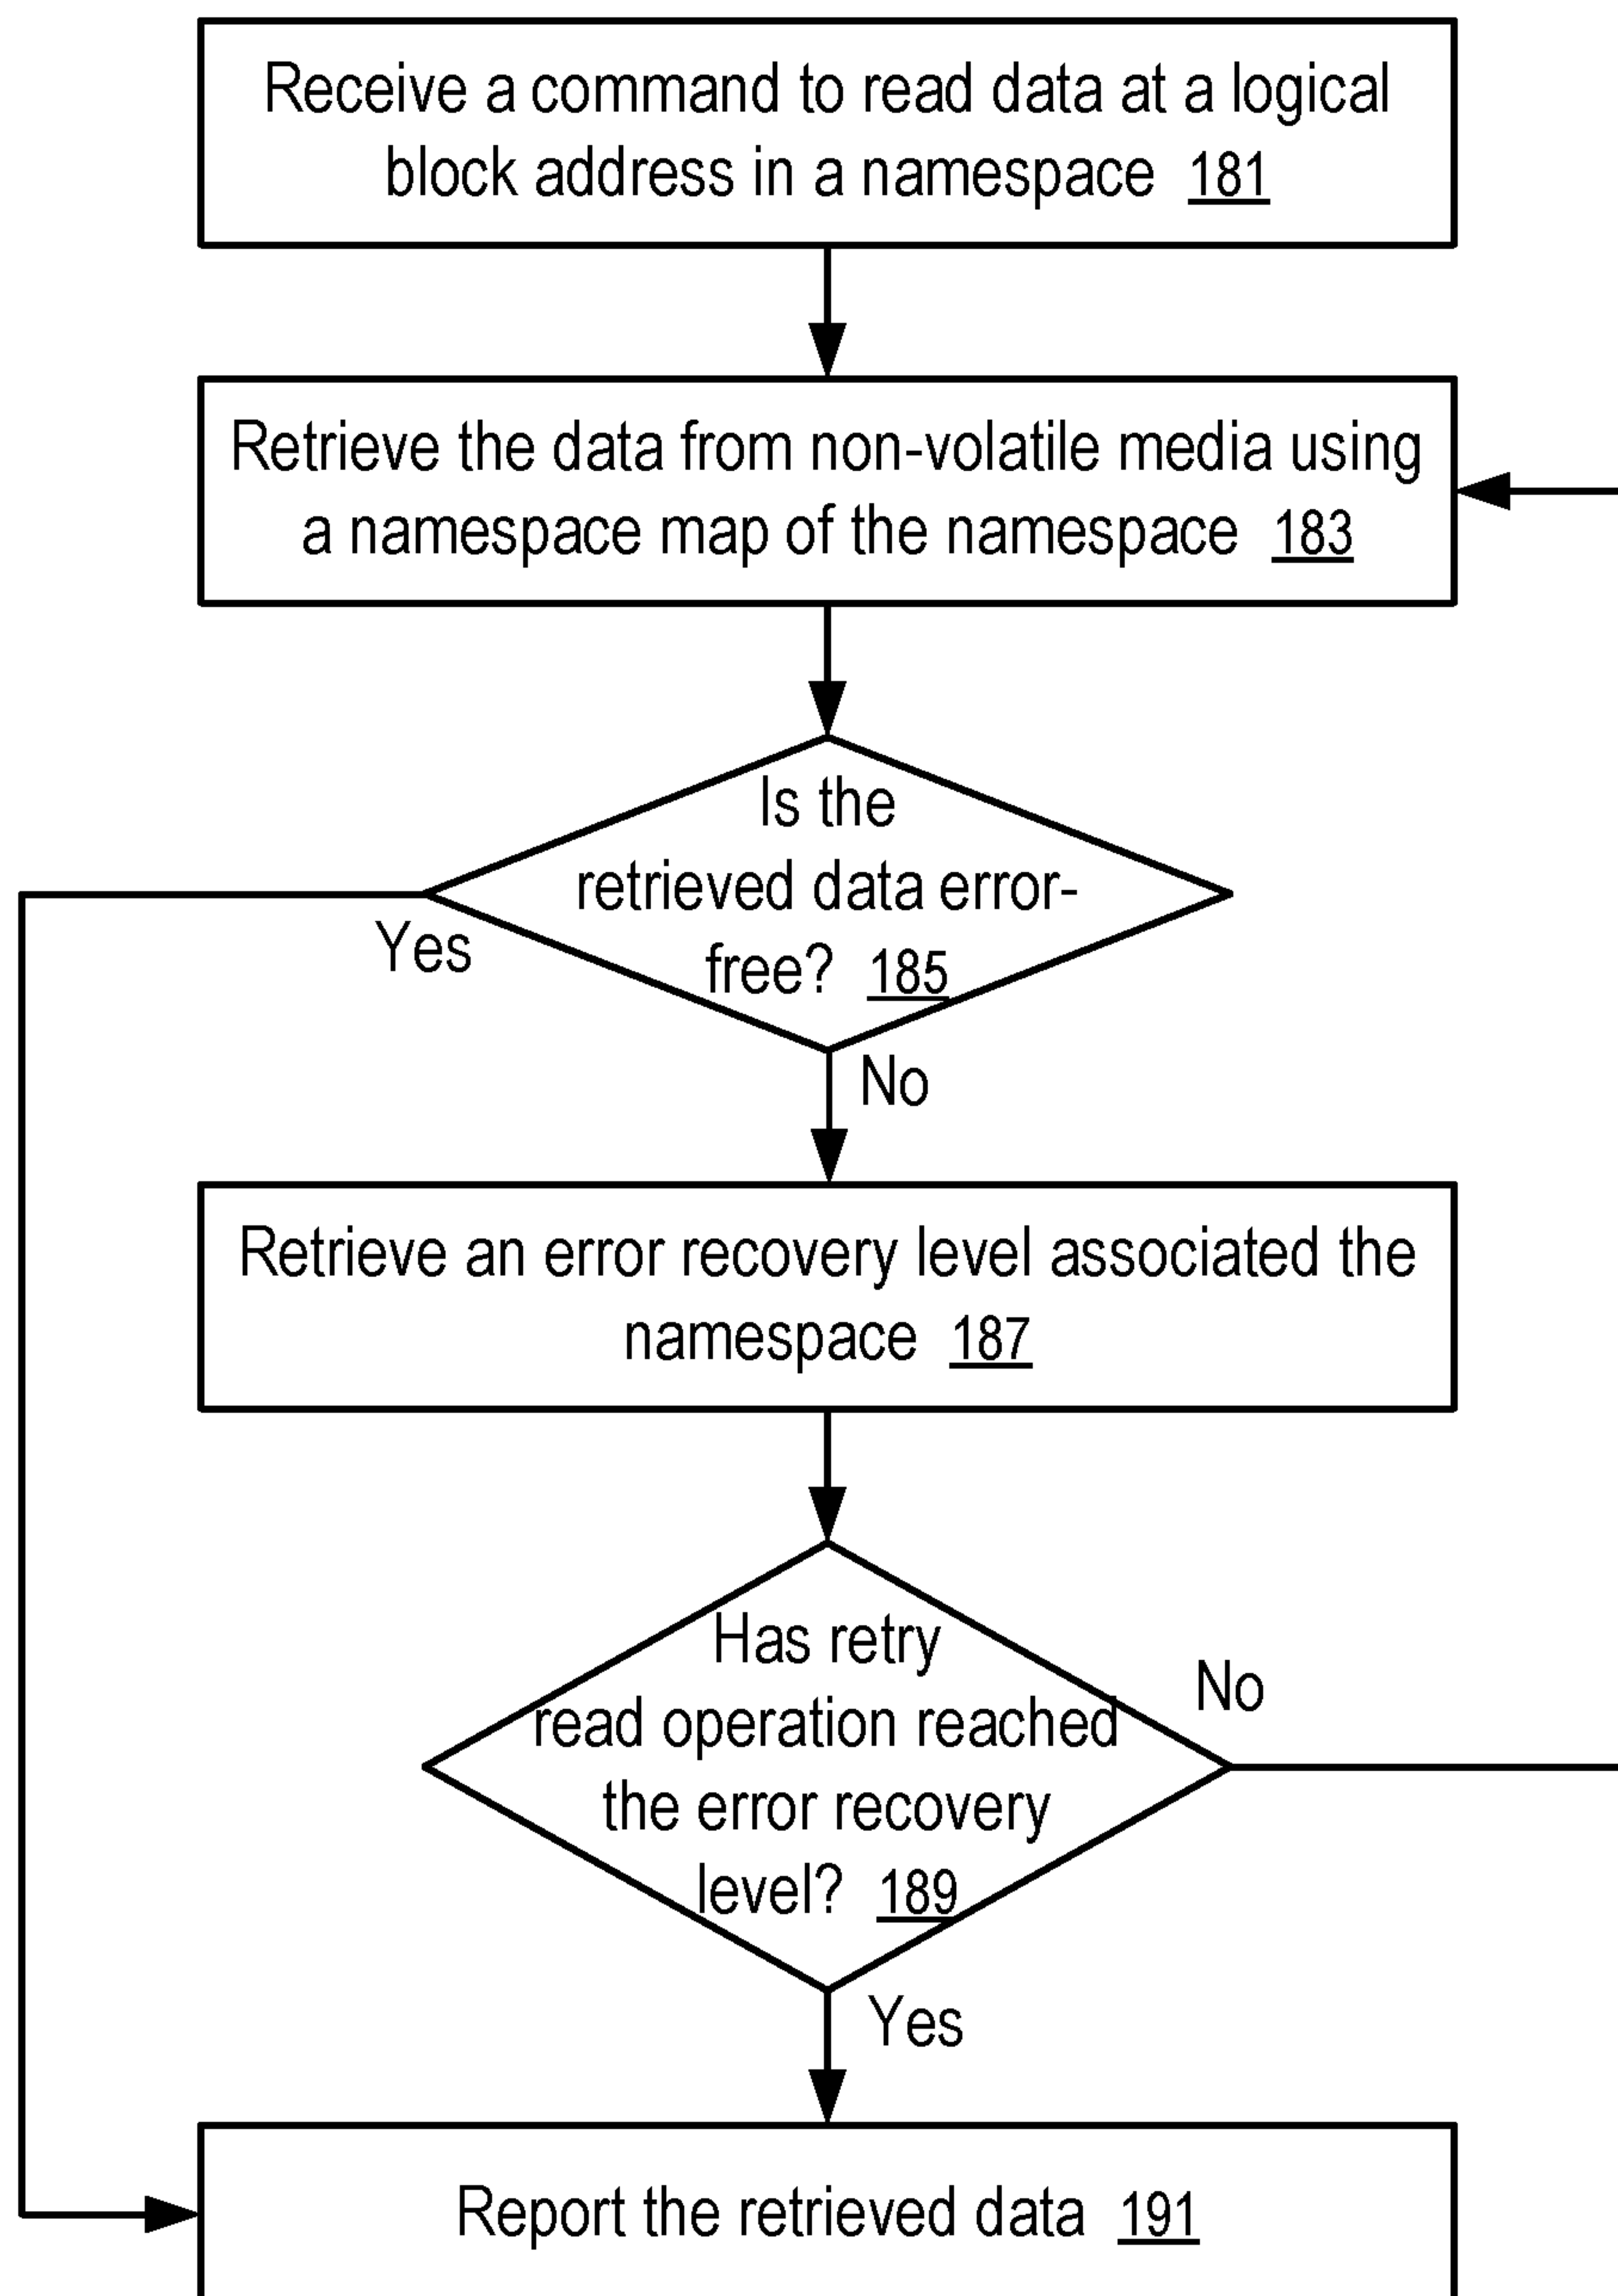 Receive a command to read data at a logical
block address in a namespace 181
Retrieve the data from non-volatile media using
a namespace map of the namespace 183
Is the
retrieved data error-
free? 185
Yes
No
Retrieve an error recovery level associated the
namespace 187
Has retry
read operation reached
the error recovery
level? 189
No
Yes
Report the retrieved data 191